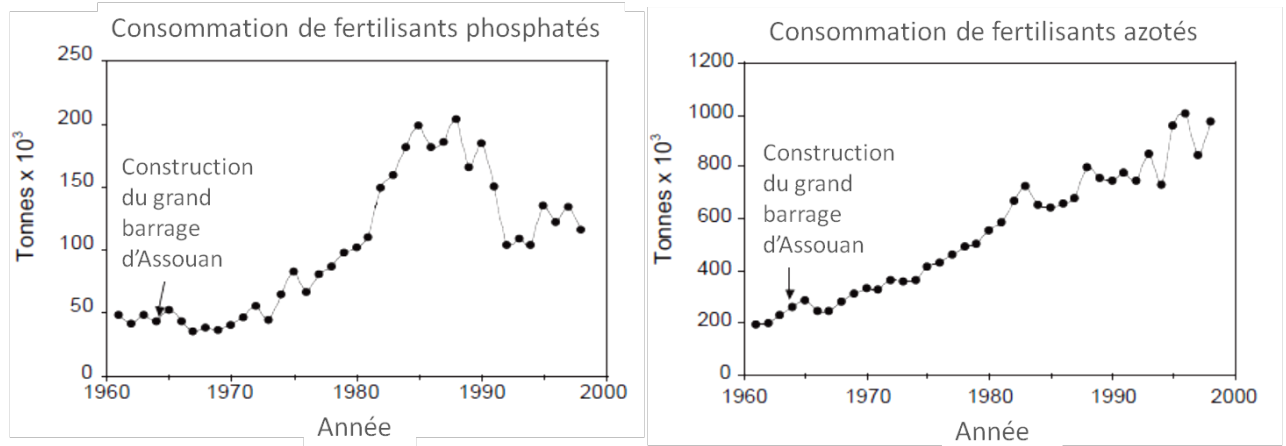 Consommation de fertilisants phosphatés
250
200
150
100
50
0
Tonnes x 10³
Construction
du grand
barrage
d'Assouan
1960 1970 1980 1990 2000
Année
Consommation de fertilisants azotés
1200
1000
800
600
400
200
0
Tonnes x 10³
Construction
du grand
barrage
d'Assouan
1960 1970 1980 1990 2000
Année